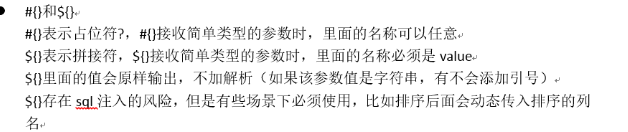 ● #{}和${}
#{}表示占位符?，#{}接收简单类型的参数时，里面的名称可以任意
${}表示拼接符，${}接收简单类型的参数时，里面的名称必须是 value
${}里面的值会原样输出，不加解析（如果该参数值是字符串，有不会添加引号）
${}存在 sql 注入的风险，但是有些场景下必须使用，比如排序后面会动态传入排序的列
名